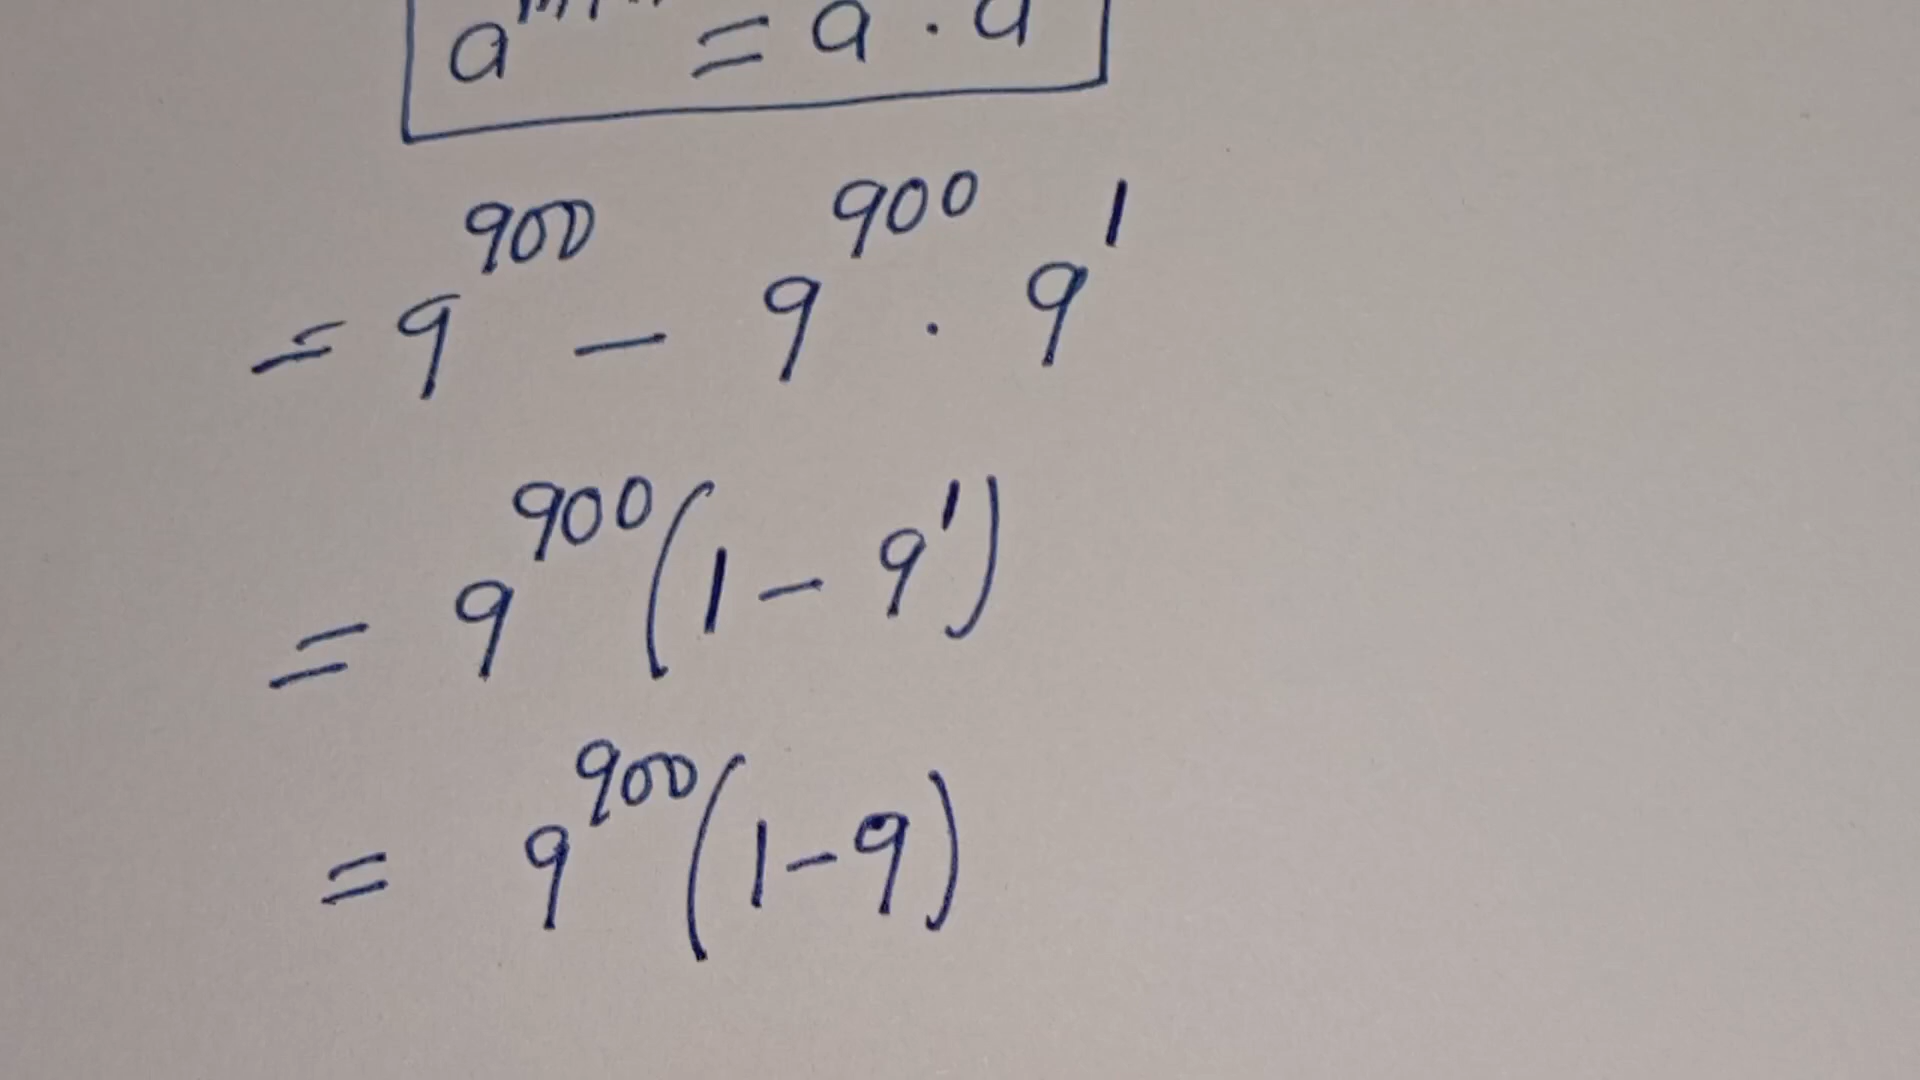 a = a . a
= 9^900 - 9^900 . 9^1
= 9^900 (1 - 9^1)
= 9^900 (1 - 9)